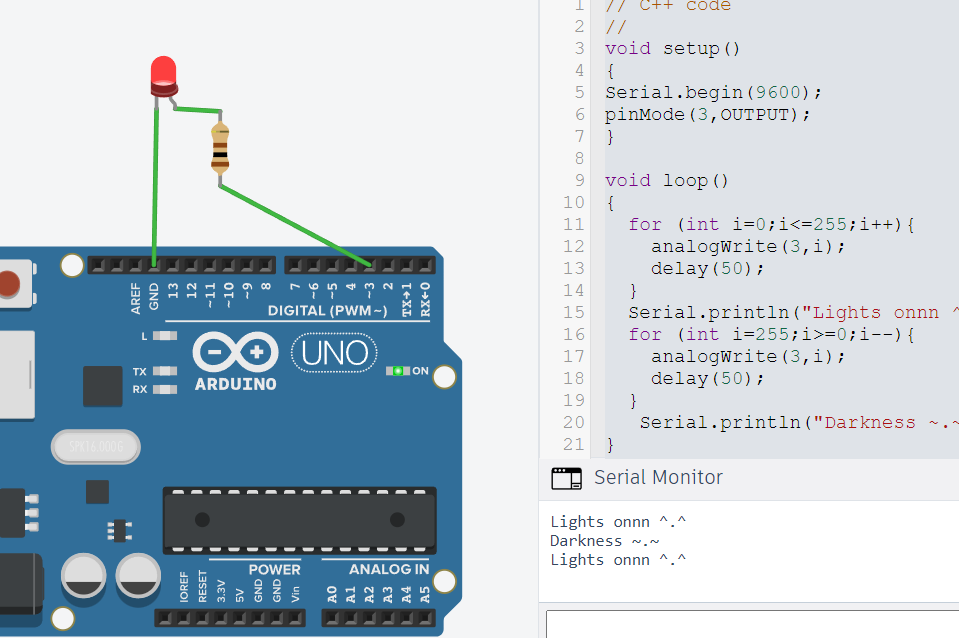 1 // C++ code
2 //
3 void setup()
4 {
5 Serial.begin(9600);
6 pinMode(3,OUTPUT);
7 }
8
9 void loop()
10 {
11 for (int i=0;i<=255;i++){
12 analogWrite(3,i);
13 delay(50);
14 }
15 Serial.println("Lights onnn ^
16 for (int i=255;i>=0;i--){
17 analogWrite(3,i);
18 delay(50);
19 }
20 Serial.println("Darkness ~.~
21 }
Serial Monitor
Lights onnn ^.^
Darkness ~.~
Lights onnn ^.^
AREF
GND
13
12
~11
~10
~9
8
7
~6
~5
4
~3
2
TX→1
RX←0
DIGITAL (PWM~)
L
TX
RX
ARDUINO
UNO
ON
POWER
ANALOG IN
IOREF
RESET
3.3V
5V
GND
GND
Vin
A0
A1
A2
A3
A4
A5